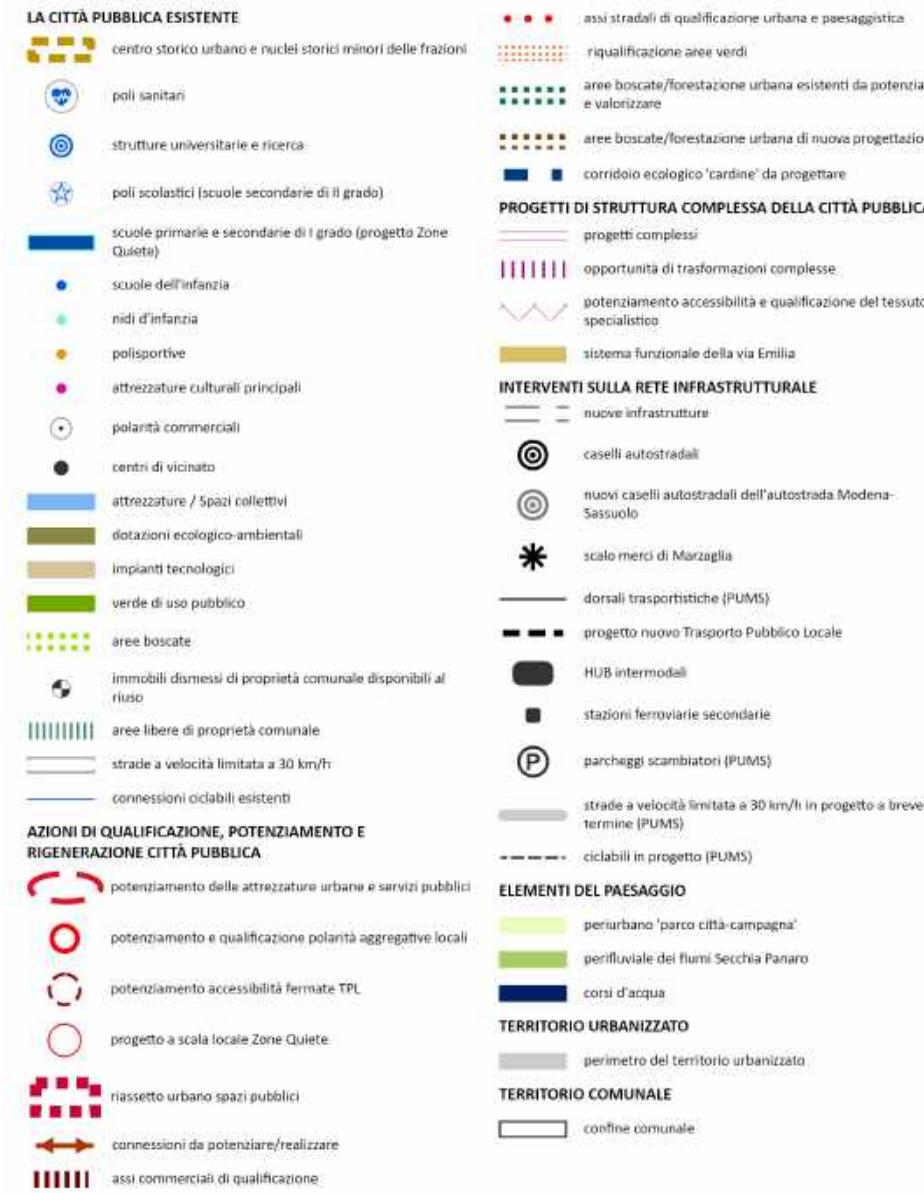 LA CITTÀ PUBBLICA ESISTENTE
centro storico urbano e nuclei storici minori delle frazioni
poli sanitari
strutture universitarie e ricerca
poli scolastici (scuole secondarie di II grado)
scuole primarie e secondarie di I grado (progetto Zone
Quiete)
scuole dell'infanzia
nidi d'infanzia
polisportive
attrezzature culturali principali
polarità commerciali
centri di vicinato
attrezzature / Spazi collettivi
dotazioni ecologico-ambientali
impianti tecnologici
verde di uso pubblico
aree boscate
immobili dismessi di proprietà comunale disponibili al
riuso
aree libere di proprietà comunale
strade a velocità limitata a 30 km/h
connessioni ciclabili esistenti
AZIONI DI QUALIFICAZIONE, POTENZIAMENTO E
RIGENERAZIONE CITTÀ PUBBLICA
potenziamento delle attrezzature urbane e servizi pubblici
potenziamento e qualificazione polarità aggregative locali
potenziamento accessibilità fermate TPL
progetto a scala locale Zone Quiete
riassetto urbano spazi pubblici
connessioni da potenziare/realizzare
assi commerciali di qualificazione
assi stradali di qualificazione urbana e paesaggistica
riqualificazione aree verdi
aree boscate/forestazione urbana esistenti da potenzia
e valorizzare
aree boscate/forestazione urbana di nuova progettazio
corridoio ecologico 'cardine' da progettare
PROGETTI DI STRUTTURA COMPLESSA DELLA CITTÀ PUBBLICA
progetti complessi
opportunità di trasformazioni complesse
potenziamento accessibilità e qualificazione del tessuto
specialistico
sistema funzionale della via Emilia
INTERVENTI SULLA RETE INFRASTRUTTURALE
nuove infrastrutture
caselli autostradali
nuovi caselli autostradali dell'autostrada Modena-
Sassuolo
scalo merci di Marzaglia
dorsali trasportistiche (PUMS)
progetto nuovo Trasporto Pubblico Locale
HUB intermodali
stazioni ferroviarie secondarie
P
parcheggi scambiatori (PUMS)
strade a velocità limitata a 30 km/h in progetto a breve
termine (PUMS)
ciclabili in progetto (PUMS)
ELEMENTI DEL PAESAGGIO
periurbano 'parco città-campagna'
perifluviale dei fiumi Secchia Panaro
corsi d'acqua
TERRITORIO URBANIZZATO
perimetro del territorio urbanizzato
TERRITORIO COMUNALE
confine comunale